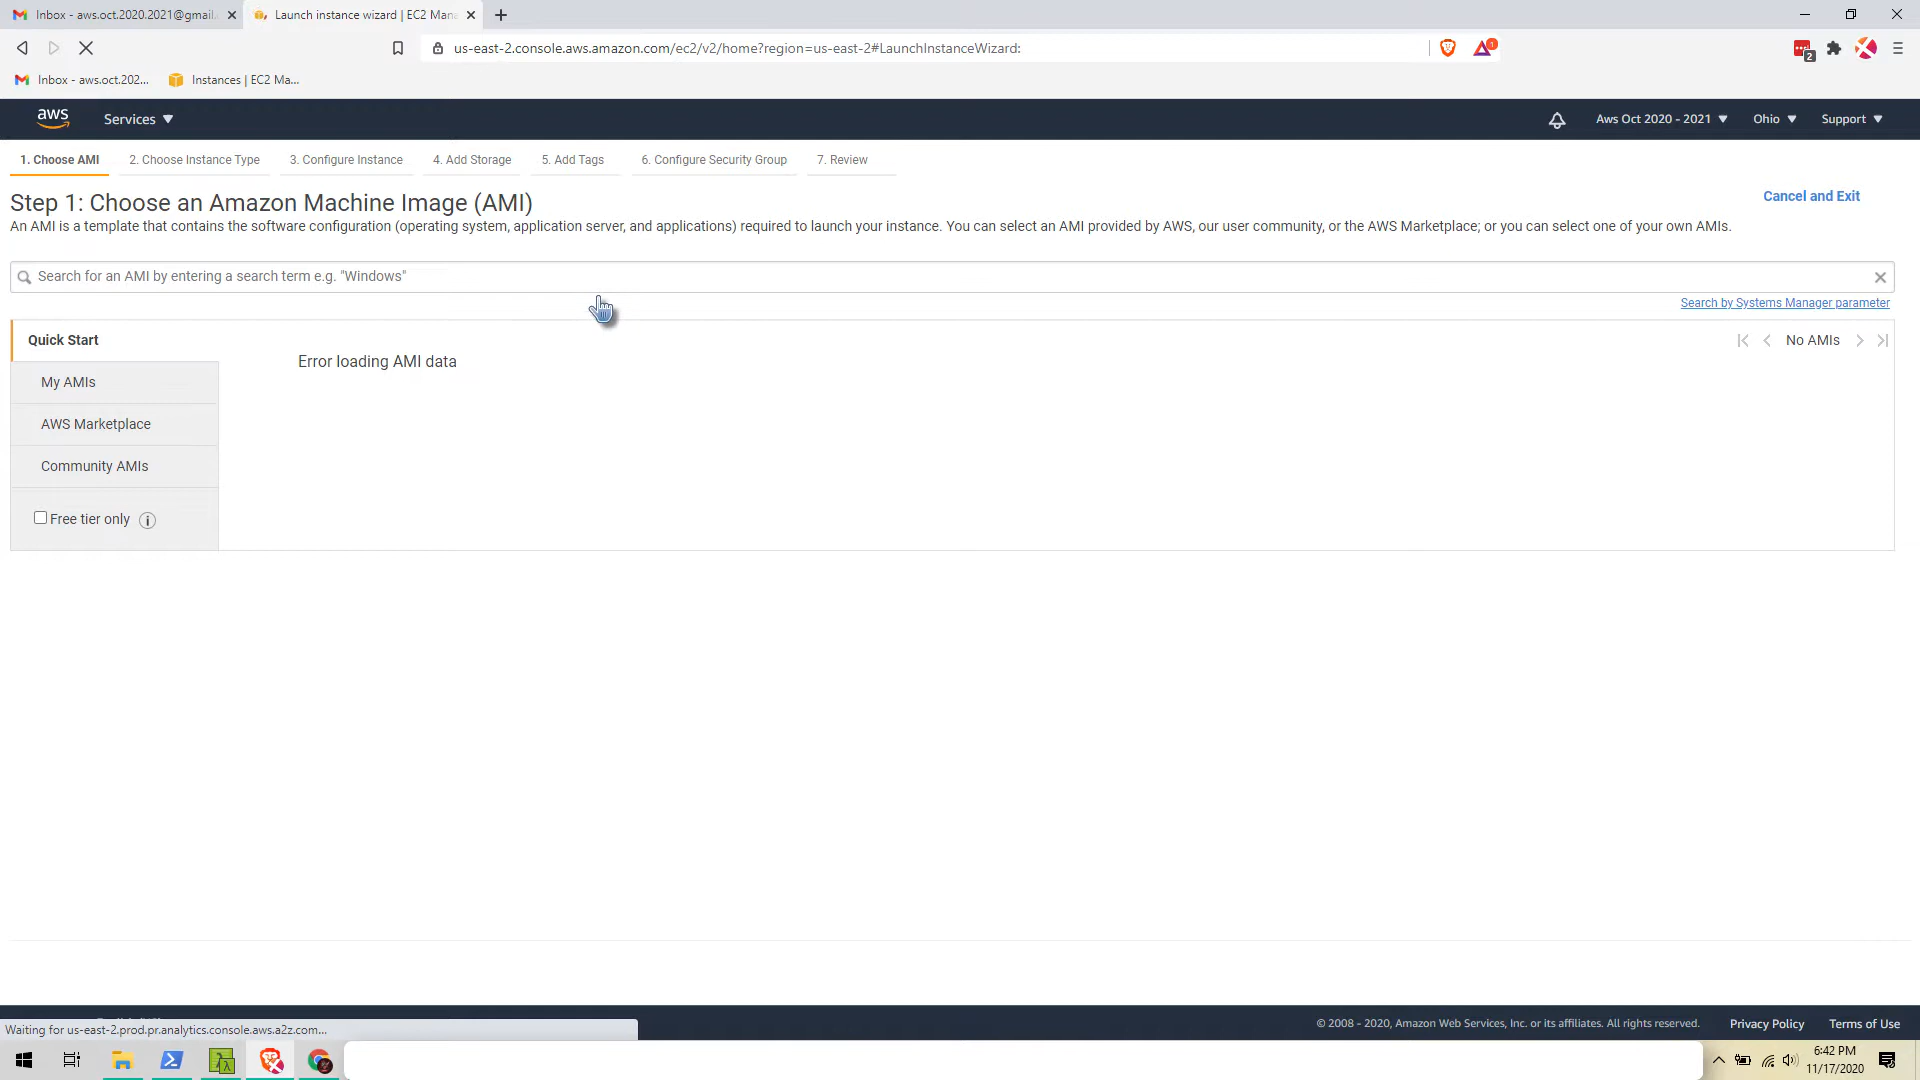 Inbox - aws.oct.2020.2021@gmail.
Launch instance wizard | EC2 Mana
us-east-2.console.aws.amazon.com/ec2/v2/home?region=us-east-2#LaunchInstanceWizard:
1
2
Inbox - aws.oct.202...
Instances | EC2 Ma...
aws
Services
Aws Oct 2020 - 2021
Ohio
Support
1. Choose AMI
2. Choose Instance Type
3. Configure Instance
4. Add Storage
5. Add Tags
6. Configure Security Group
7. Review
Step 1: Choose an Amazon Machine Image (AMI)
Cancel and Exit
An AMI is a template that contains the software configuration (operating system, application server, and applications) required to launch your instance. You can select an AMI provided by AWS, our user community, or the AWS Marketplace; or you can select one of your own AMIs.
Search for an AMI by entering a search term e.g. "Windows"
Search by Systems Manager parameter
Quick Start
No AMIs
Error loading AMI data
My AMIs
AWS Marketplace
Community AMIs
Free tier only
Waiting for us-east-2.prod.pr.analytics.console.aws.a2z.com...
© 2008 - 2020, Amazon Web Services, Inc. or its affiliates. All rights reserved.
Privacy Policy
Terms of Use
6:42 PM
11/17/2020